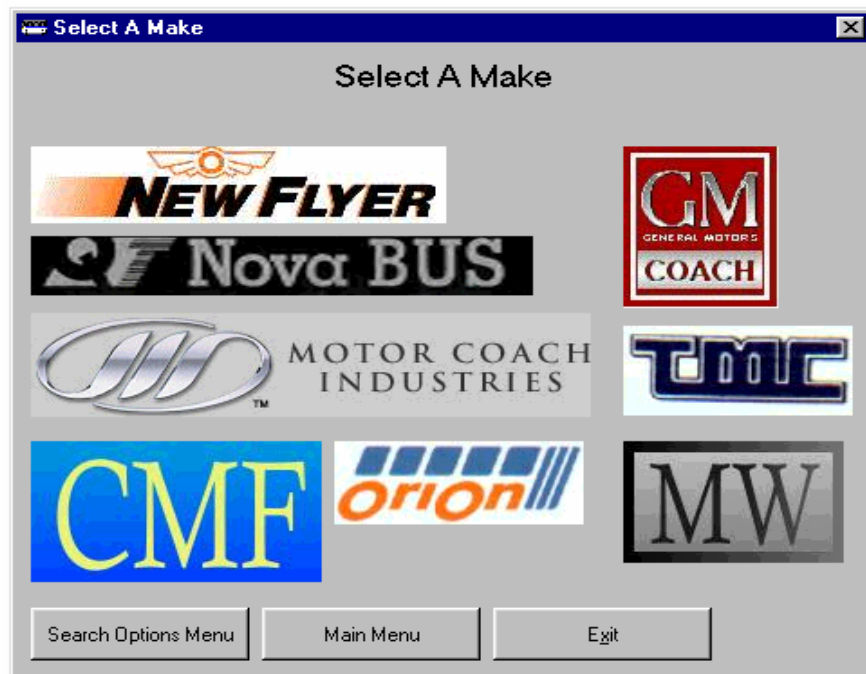 Select A Make
Select A Make
NEW FLYER
Nova BUS
GM
GENERAL MOTORS
COACH
MOTOR COACH
INDUSTRIES
TM
TMC
CMF
ORION
MW
Search Options Menu
Main Menu
Exit